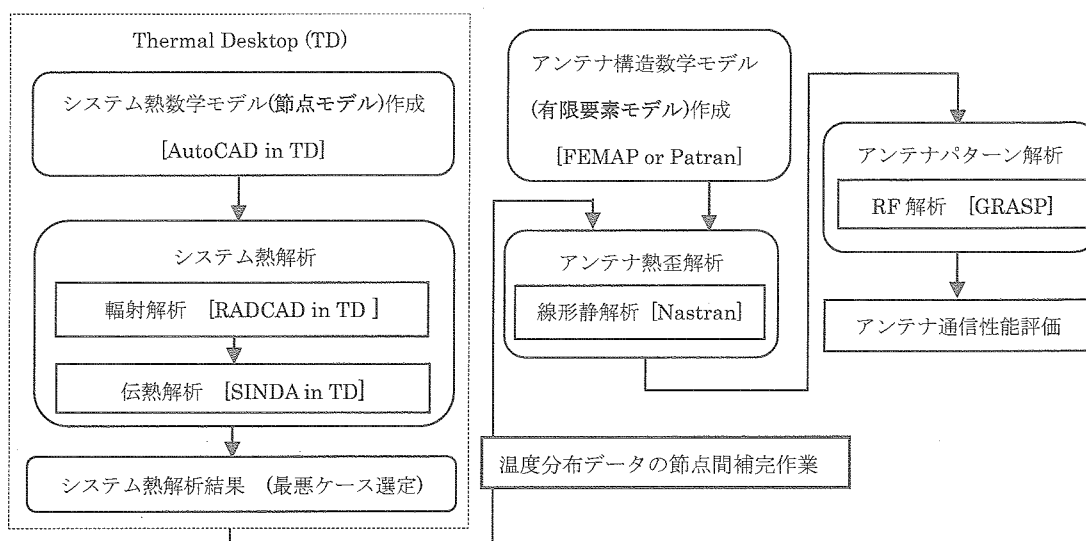 Thermal Desktop (TD)
システム熱数学モデル(節点モデル)作成
[AutoCAD in TD]
システム熱解析
輻射解析 [RADCAD in TD ]
伝熱解析 [SINDA in TD]
システム熱解析結果 (最悪ケース選定)
アンテナ構造数学モデル
(有限要素モデル)作成
[FEMAP or Patran]
アンテナ熱歪解析
線形静解析 [Nastran]
温度分布データの節点間補完作業
アンテナパターン解析
RF 解析 [GRASP]
アンテナ通信性能評価